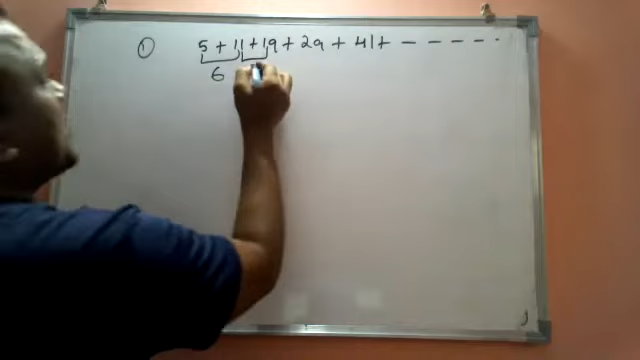 ① 5 + 11 + 19 + 29 + 41 + - - - - - .
6